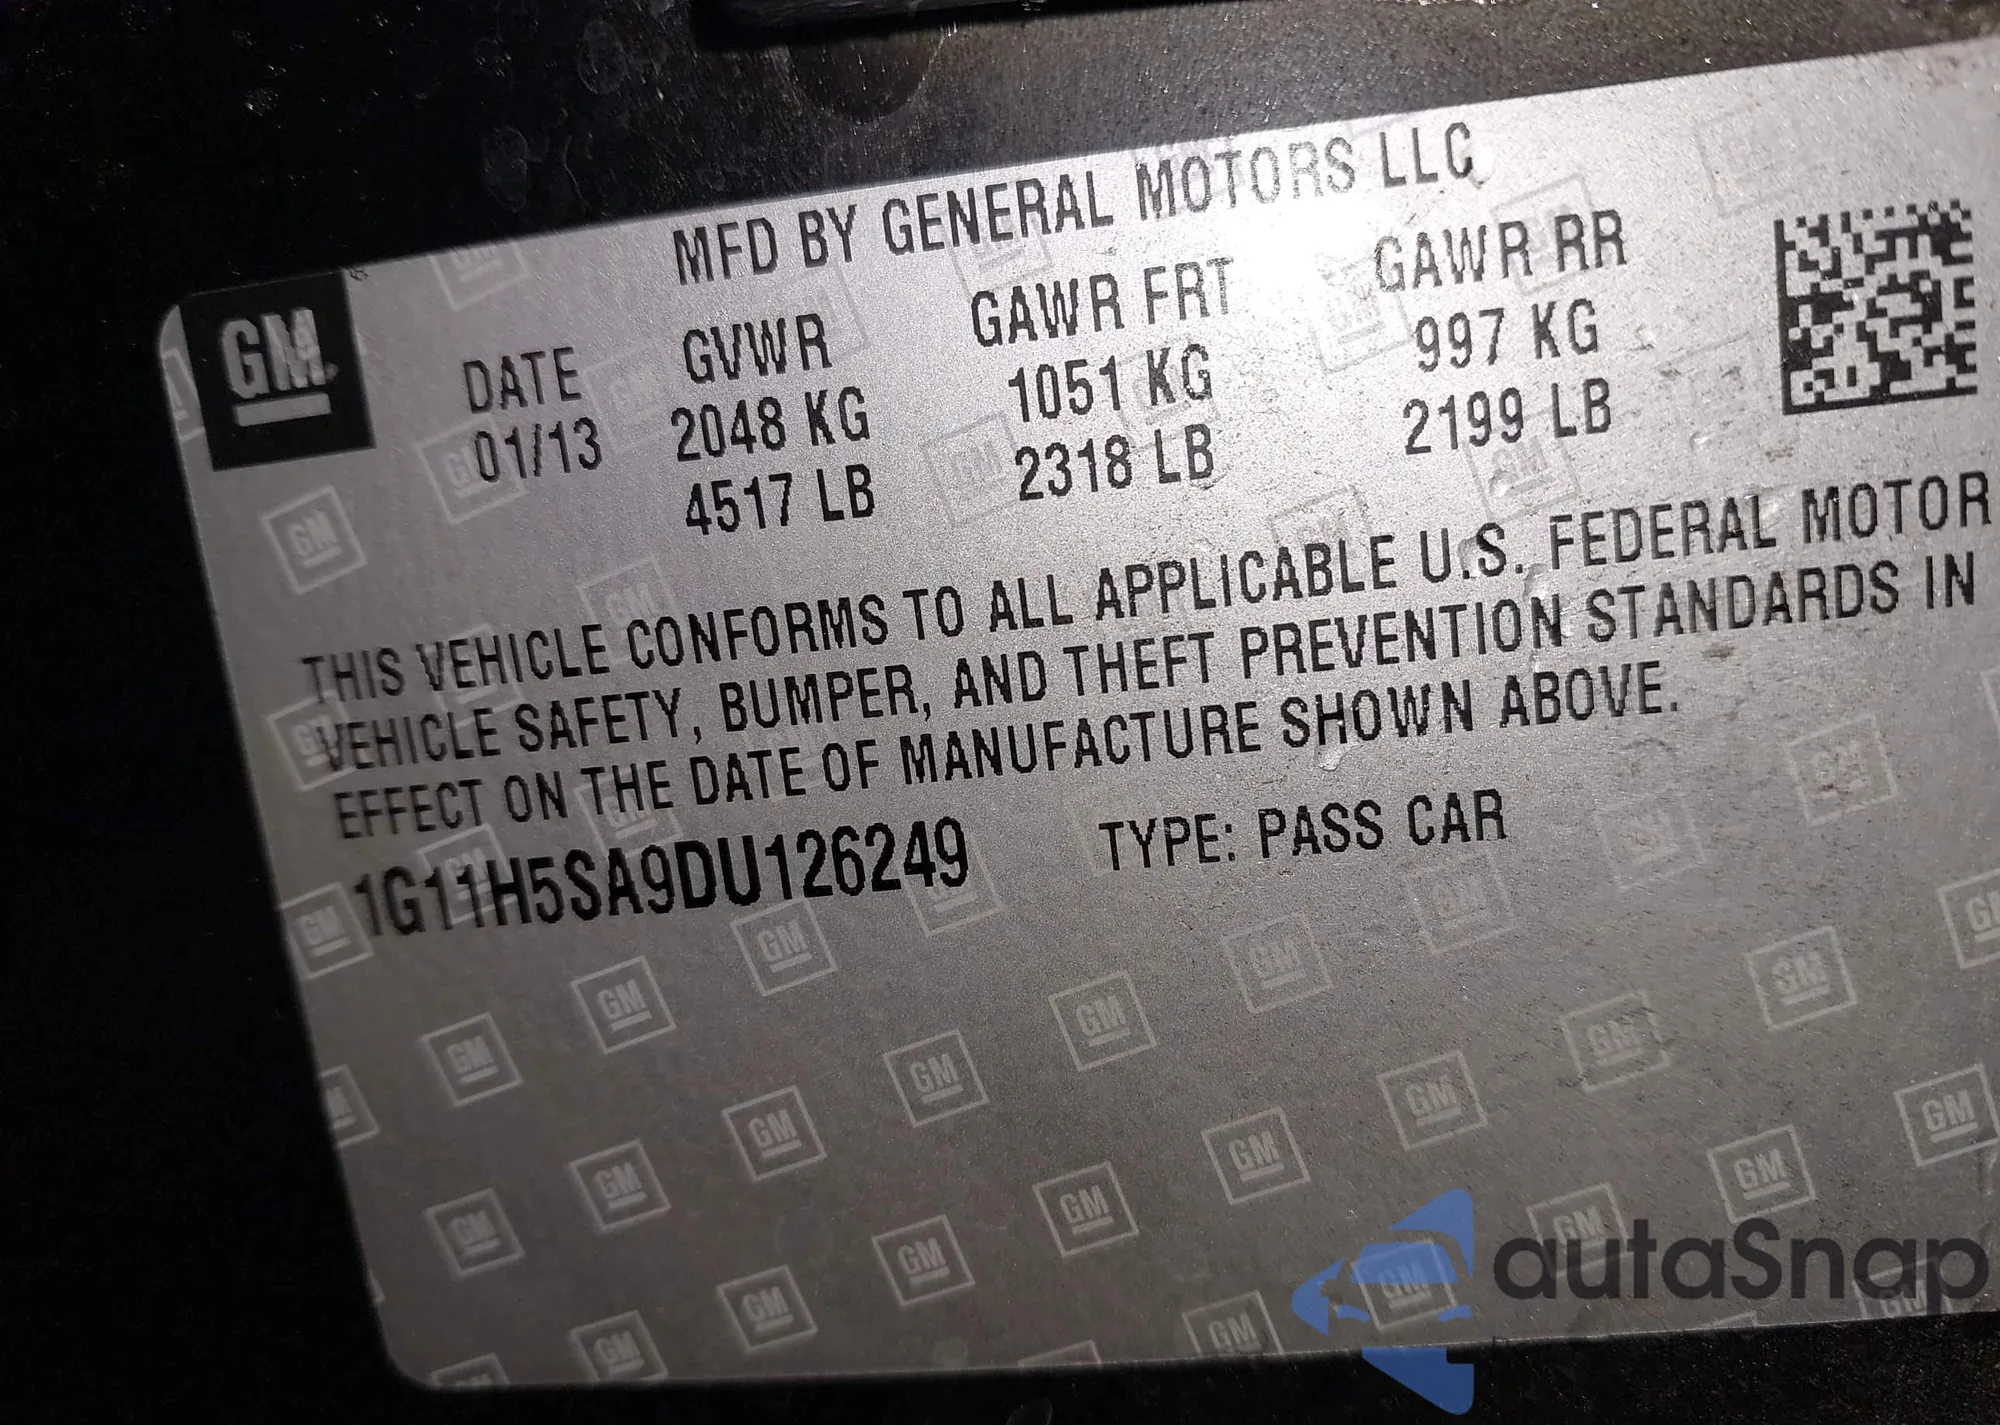 MFD BY GENERAL MOTORS LLC
GM
DATE GVWR GAWR FRT GAWR RR
01/13 2048 KG 1051 KG 997 KG
4517 LB 2318 LB 2199 LB
THIS VEHICLE CONFORMS TO ALL APPLICABLE U.S. FEDERAL MOTOR
VEHICLE SAFETY, BUMPER, AND THEFT PREVENTION STANDARDS IN
EFFECT ON THE DATE OF MANUFACTURE SHOWN ABOVE.
1G11H5SA9DU126249 TYPE: PASS CAR
autaSnap